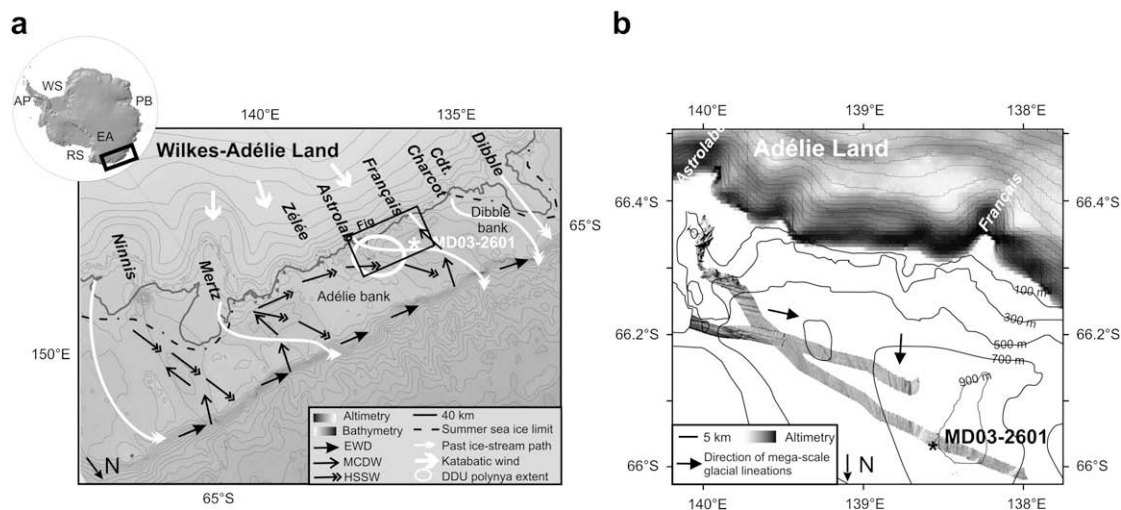 a
WS
AP
PB
EA
RS
140°E
135°E
Wilkes-Adélie Land
Dibble
Cdt.
Charcot
Français
Astrolab
Zélée
Fig
Dibble
bank
65°S
MD03-2601
Ninnis
Mertz
Adélie bank
150°E
Altimetry
Bathymetry
EWD
MCDW
HSSW
40 km
Summer sea ice limit
Past ice-stream path
Katabatic wind
DDU polynya extent
N
65°S
b
140°E
139°E
138°E
Astrolabe
Adélie Land
Français
66.4°S
66.4°S
100 m
300 m
500 m
700 m
900 m
66.2°S
66.2°S
MD03-2601
5 km
Altimetry
Direction of mega-scale
glacial lineations
N
66°S
66°S
140°E
139°E
138°E